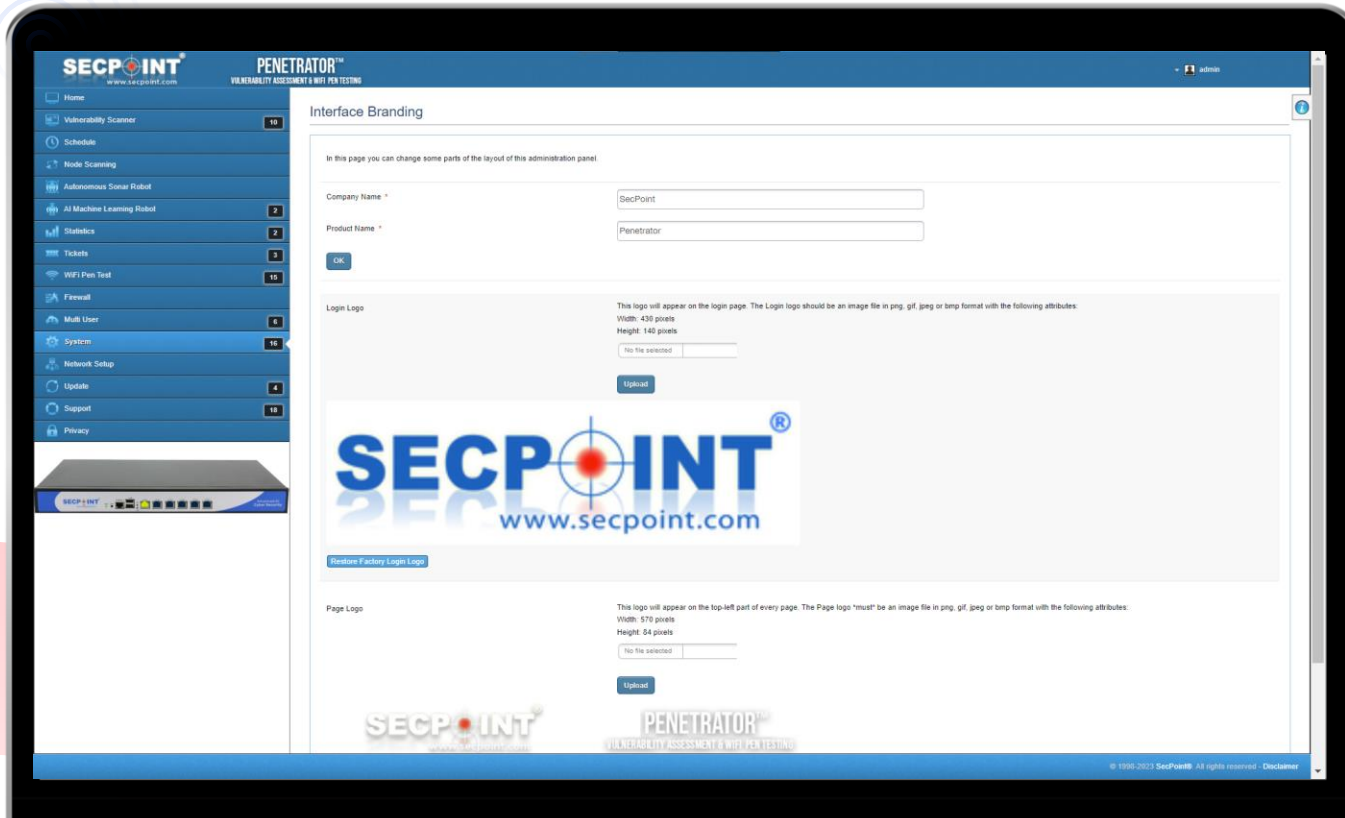 SECPOINT®
www.secpoint.com
PENETRATOR™
VULNERABILITY ASSESSMENT & WIFI PEN TESTING
admin
Home
Vulnerability Scanner 10
Schedule
Node Scanning
Autonomous Sonar Robot
AI Machine Learning Robot 2
Statistics 2
Tickets 3
WiFi Pen Test 15
Firewall
Multi User 6
System 16
Network Setup
Update 4
Support 18
Privacy
SECPOINT
Interface Branding
In this page you can change some parts of the layout of this administration panel.
Company Name *
SecPoint
Product Name *
Penetrator
OK
Login Logo
This logo will appear on the login page. The Login logo should be an image file in png, gif, jpeg or bmp format with the following attributes:
Width: 430 pixels
Height: 140 pixels
No file selected
Upload
SECPOINT®
www.secpoint.com
Restore Factory Login Logo
Page Logo
This logo will appear on the top-left part of every page. The Page logo *must* be an image file in png, gif, jpeg or bmp format with the following attributes:
Width: 570 pixels
Height: 84 pixels
No file selected
Upload
SECPOINT®
www.secpoint.com
PENETRATOR™
VULNERABILITY ASSESSMENT & WIFI PEN TESTING
© 1998-2023 SecPoint®. All rights reserved - Disclaimer